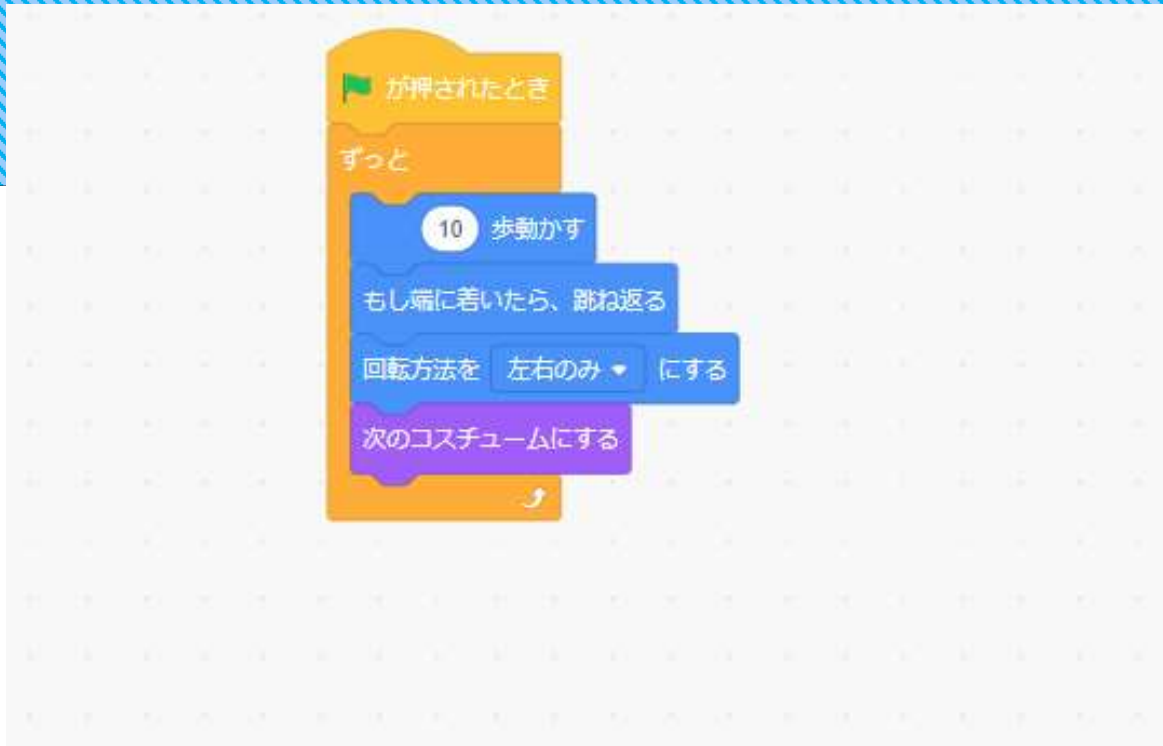 が押されたとき
ずっと
10 歩動かす
もし端に着いたら、跳ね返る
回転方法を 左右のみ にする
次のコスチュームにする